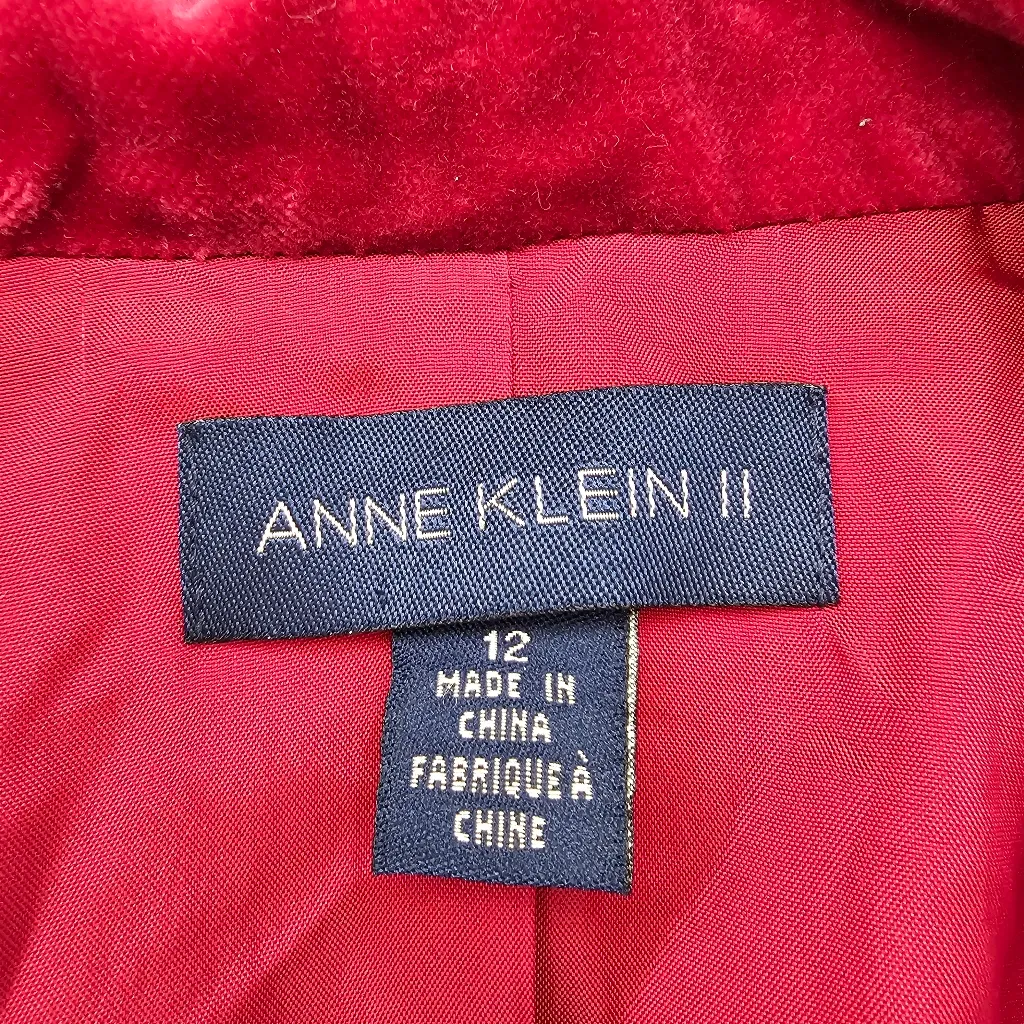 ANNE KLEIN II
12
MADE IN
CHINA
FABRIQUE À
CHINE